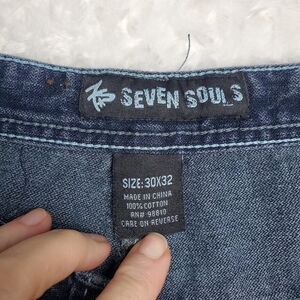 SEVEN SOULS
SIZE: 30X32
MADE IN CHINA
100% COTTON
RN# 98810
CARE ON REVERSE